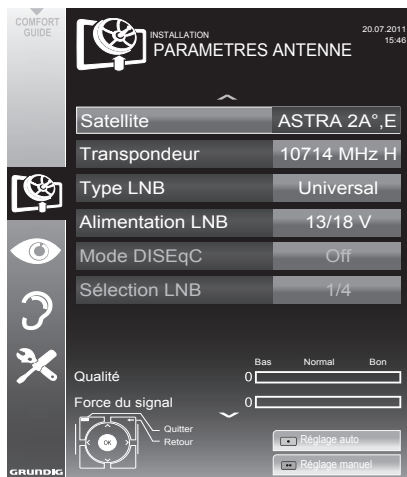 COMFORT
GUIDE
INSTALLATION
PARAMETRES ANTENNE
20.07.2011
15:46
Satellite ASTRA 2A°,E
Transpondeur 10714 MHz H
Type LNB Universal
Alimentation LNB 13/18 V
Mode DISEqC Off
Sélection LNB 1/4
Bas Normal Bon
Qualité 0
Force du signal 0
Quitter
Retour
OK
Réglage auto
Réglage manuel
GRUNDIG